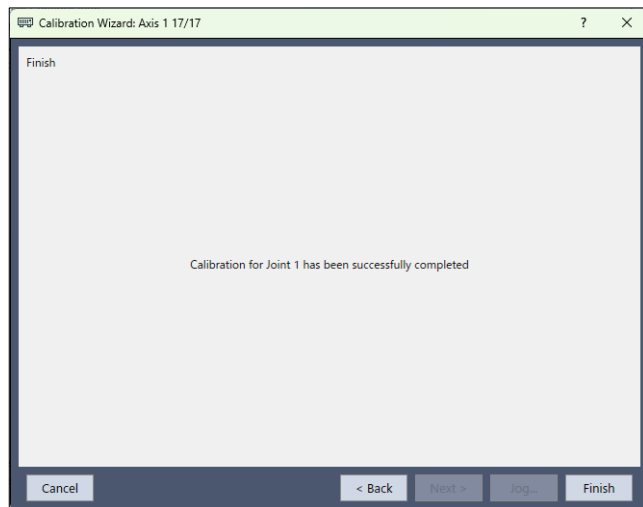 Calibration Wizard: Axis 1 17/17
?
Finish
Calibration for Joint 1 has been successfully completed
Cancel
< Back
Next >
Jog...
Finish